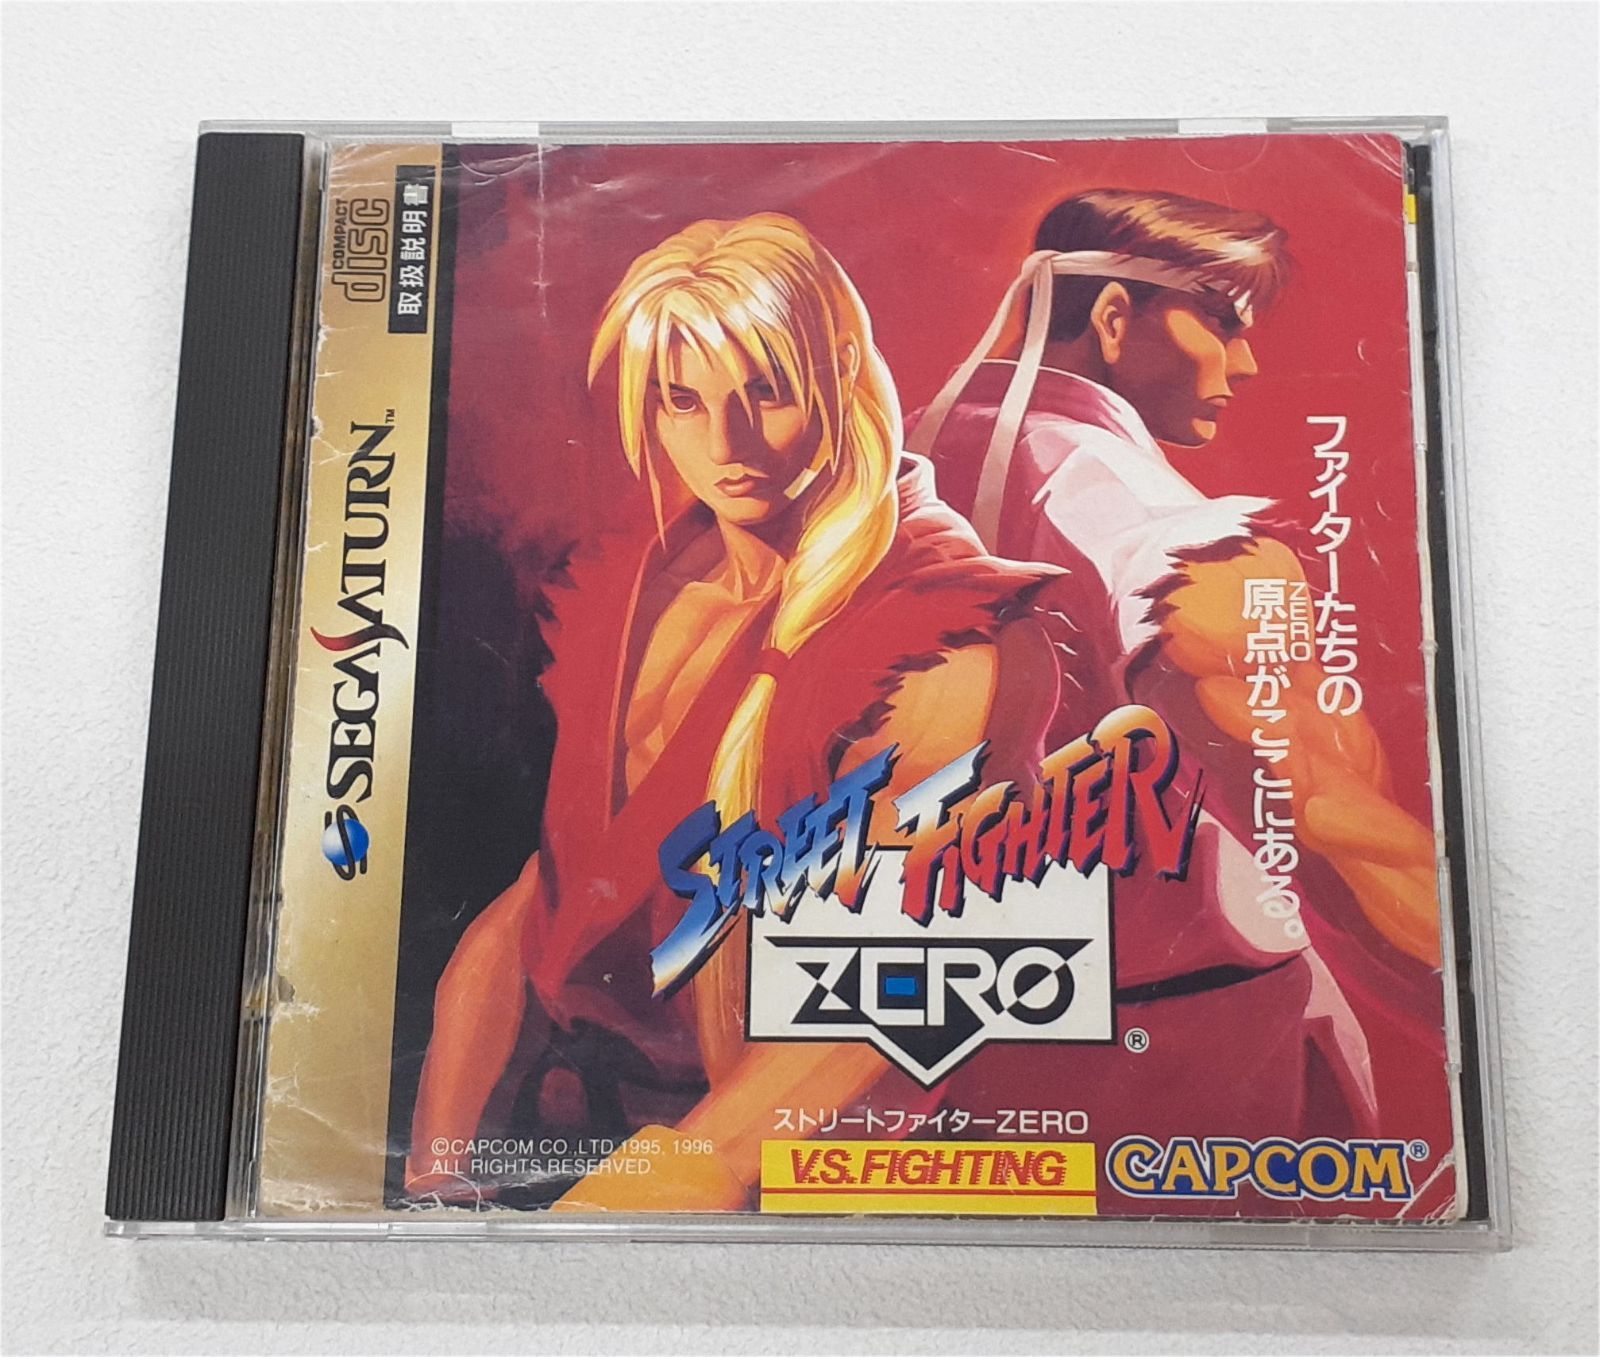 COMPACT
disc
取扱説明書
SEGA SATURN™
ファイターたちの
ZERO
原点がここにある。
STREET FIGHTER
ZERO
®
ストリートファイターZERO
V.S.FIGHTING
CAPCOM®
©CAPCOM CO.,LTD.1995, 1996
ALL RIGHTS RESERVED.